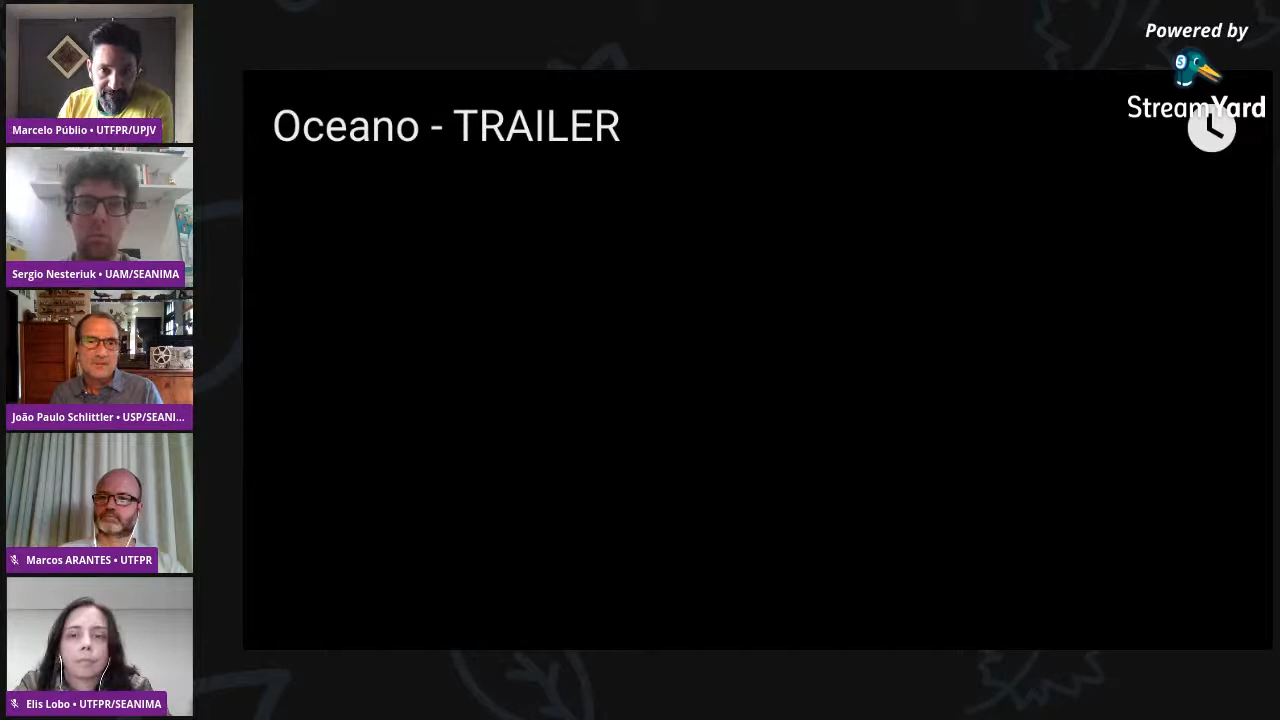 Marcelo Públio • UTFPR/UPJV
Sergio Nesteriuk • UAM/SEANIMA
João Paulo Schlittler • USP/SEANI...
Marcos ARANTES • UTFPR
Elis Lobo • UTFPR/SEANIMA
Oceano - TRAILER
Powered by
S
StreamYard